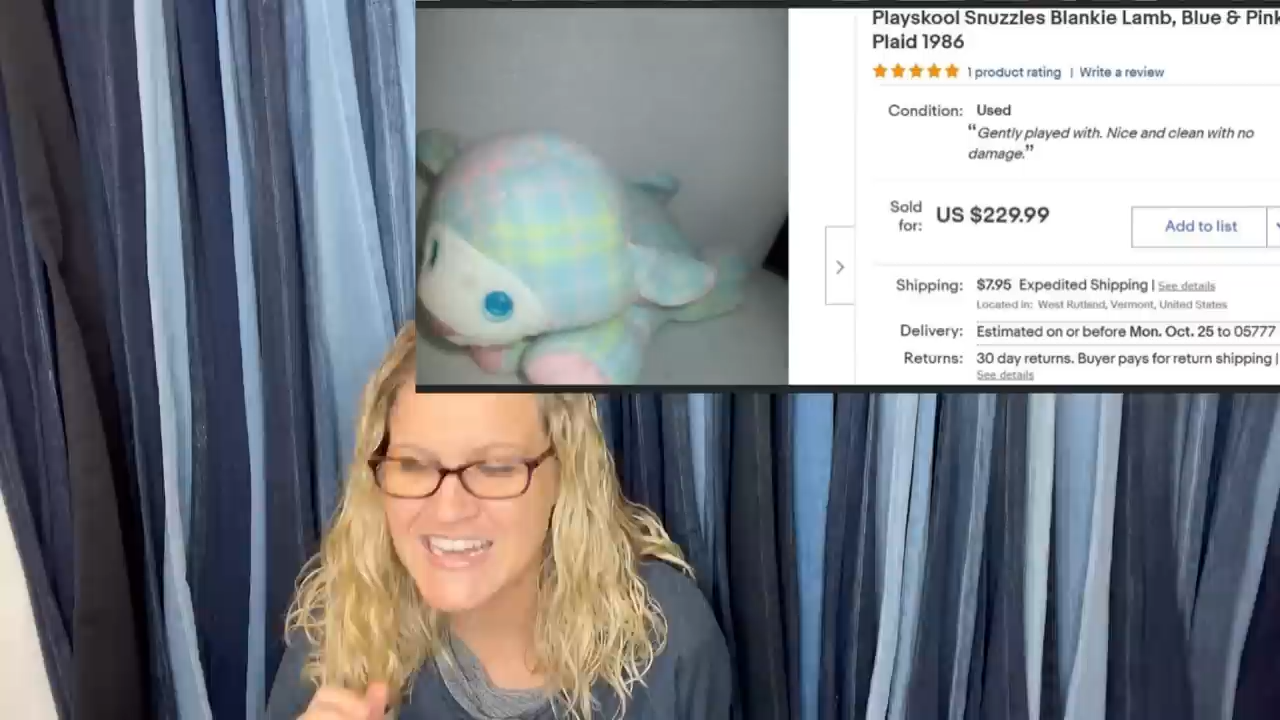 Playskool Snuzzles Blankie Lamb, Blue & Pink
Plaid 1986
1 product rating | Write a review
Condition: Used
“Gently played with. Nice and clean with no
damage.”
Sold for: US $229.99
Add to list
Shipping: $7.95 Expedited Shipping | See details
Located in: West Rutland, Vermont, United States
Delivery: Estimated on or before Mon. Oct. 25 to 05777
Returns: 30 day returns. Buyer pays for return shipping |
See details